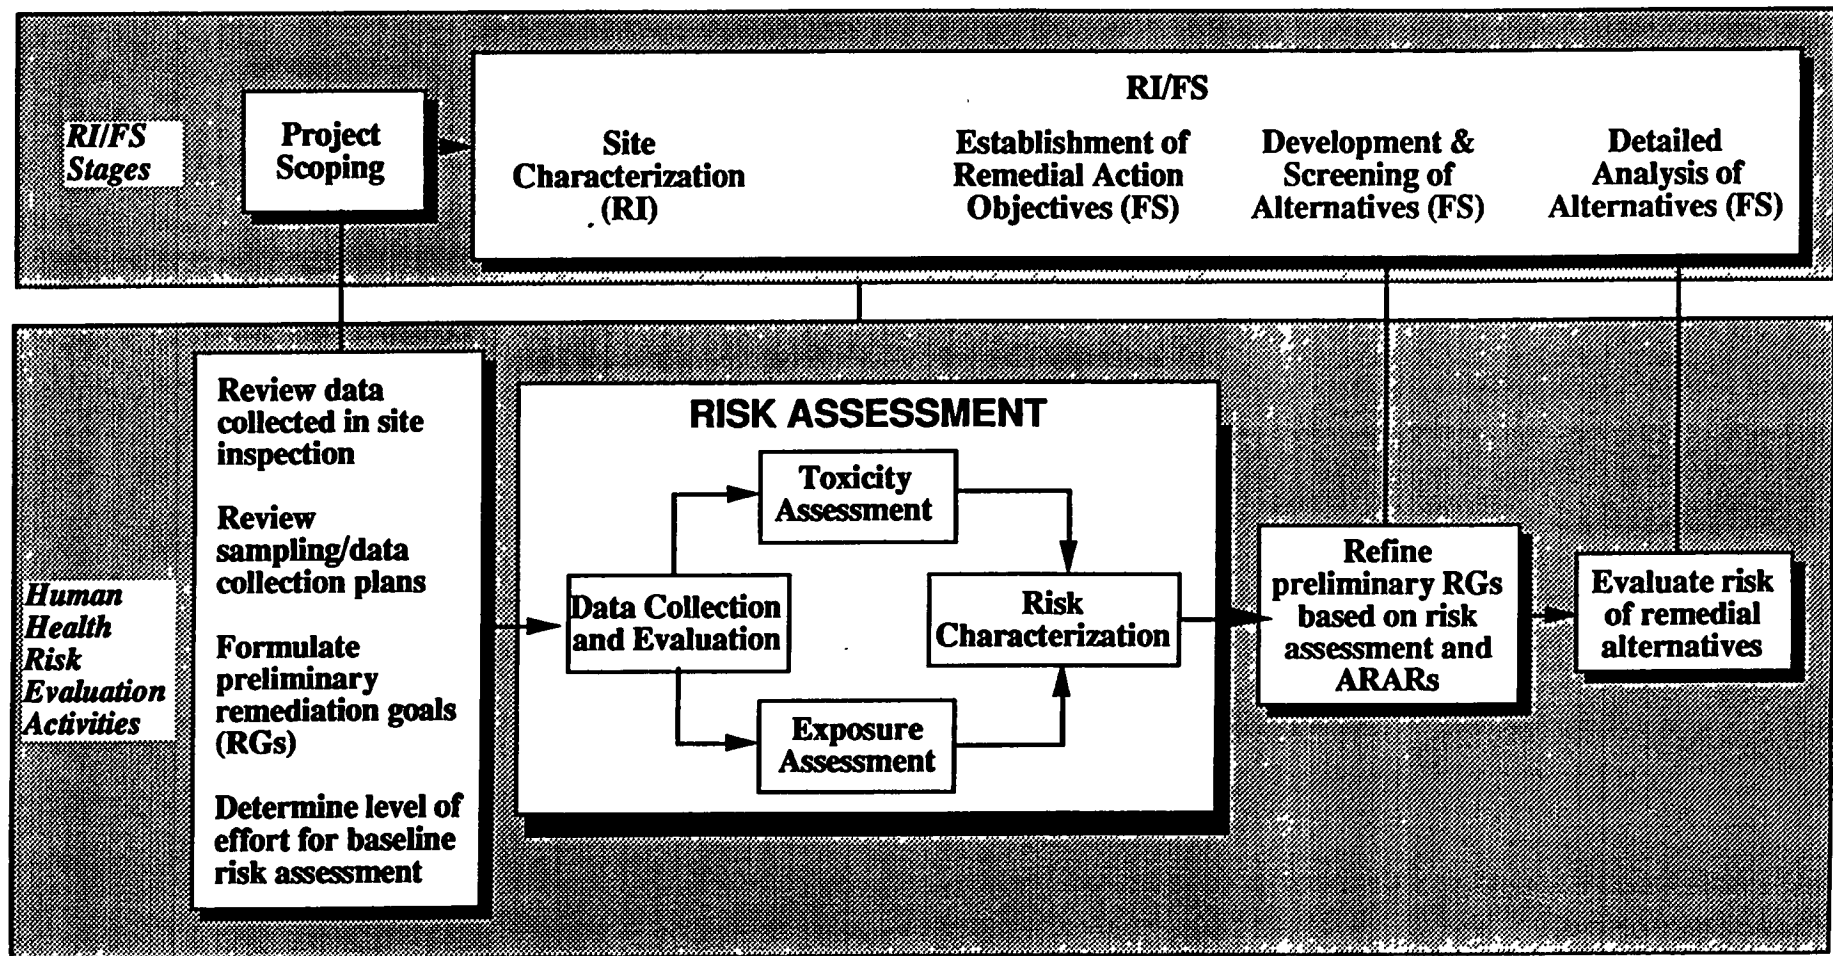 RI/FS
Stages
Project
Scoping
RI/FS
Site
Characterization
(RI)
Establishment of
Remedial Action
Objectives (FS)
Development &
Screening of
Alternatives (FS)
Detailed
Analysis of
Alternatives (FS)
Human
Health
Risk
Evaluation
Activities
Review data
collected in site
inspection
Review
sampling/data
collection plans
Formulate
preliminary
remediation goals
(RGs)
Determine level of
effort for baseline
risk assessment
RISK ASSESSMENT
Data Collection
and Evaluation
Toxicity
Assessment
Exposure
Assessment
Risk
Characterization
Refine
preliminary RGs
based on risk
assessment and
ARARs
Evaluate risk
of remedial
alternatives